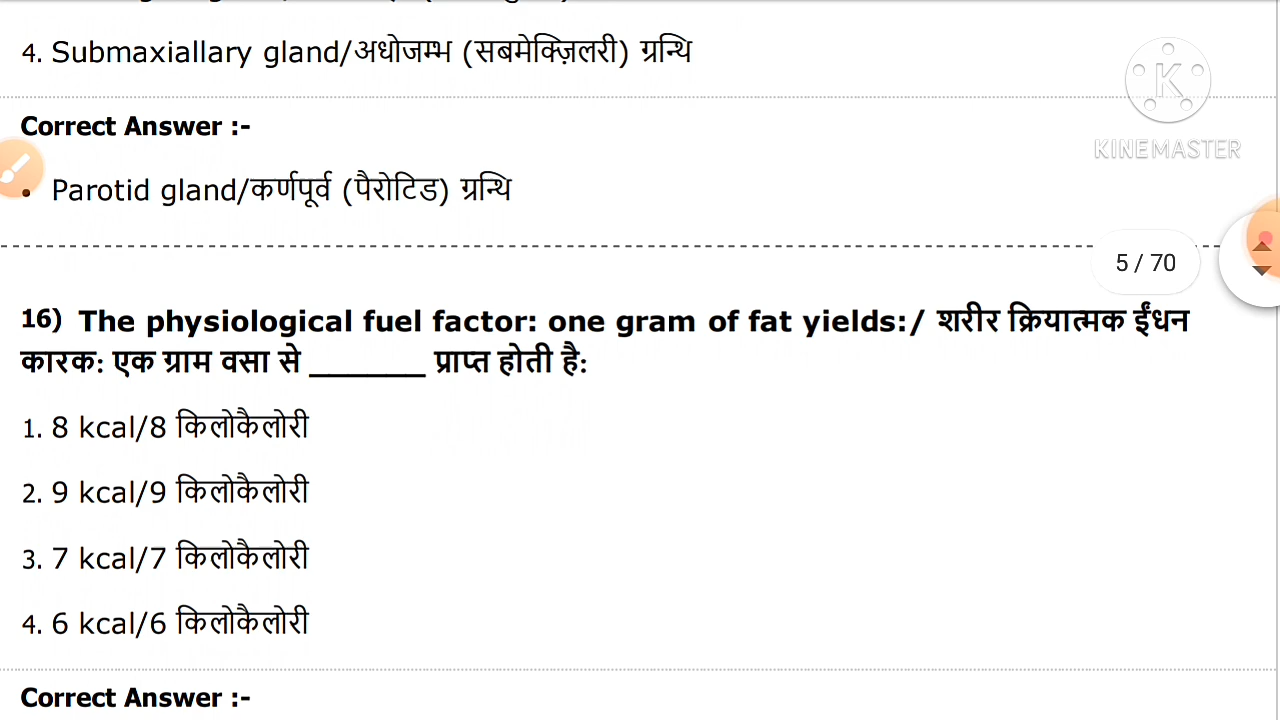 4. Submaxiallary gland/अधोजम्भ (सबमेक्ज़िलरी) ग्रन्थि
K
KINEMASTER
Correct Answer :-
• Parotid gland/कर्णपूर्व (पैरोटिड) ग्रन्थि
5 / 70
16) The physiological fuel factor: one gram of fat yields:/ शरीर क्रियात्मक ईंधन
कारक: एक ग्राम वसा से ______ प्राप्त होती है:
1. 8 kcal/8 किलोकैलोरी
2. 9 kcal/9 किलोकैलोरी
3. 7 kcal/7 किलोकैलोरी
4. 6 kcal/6 किलोकैलोरी
Correct Answer :-